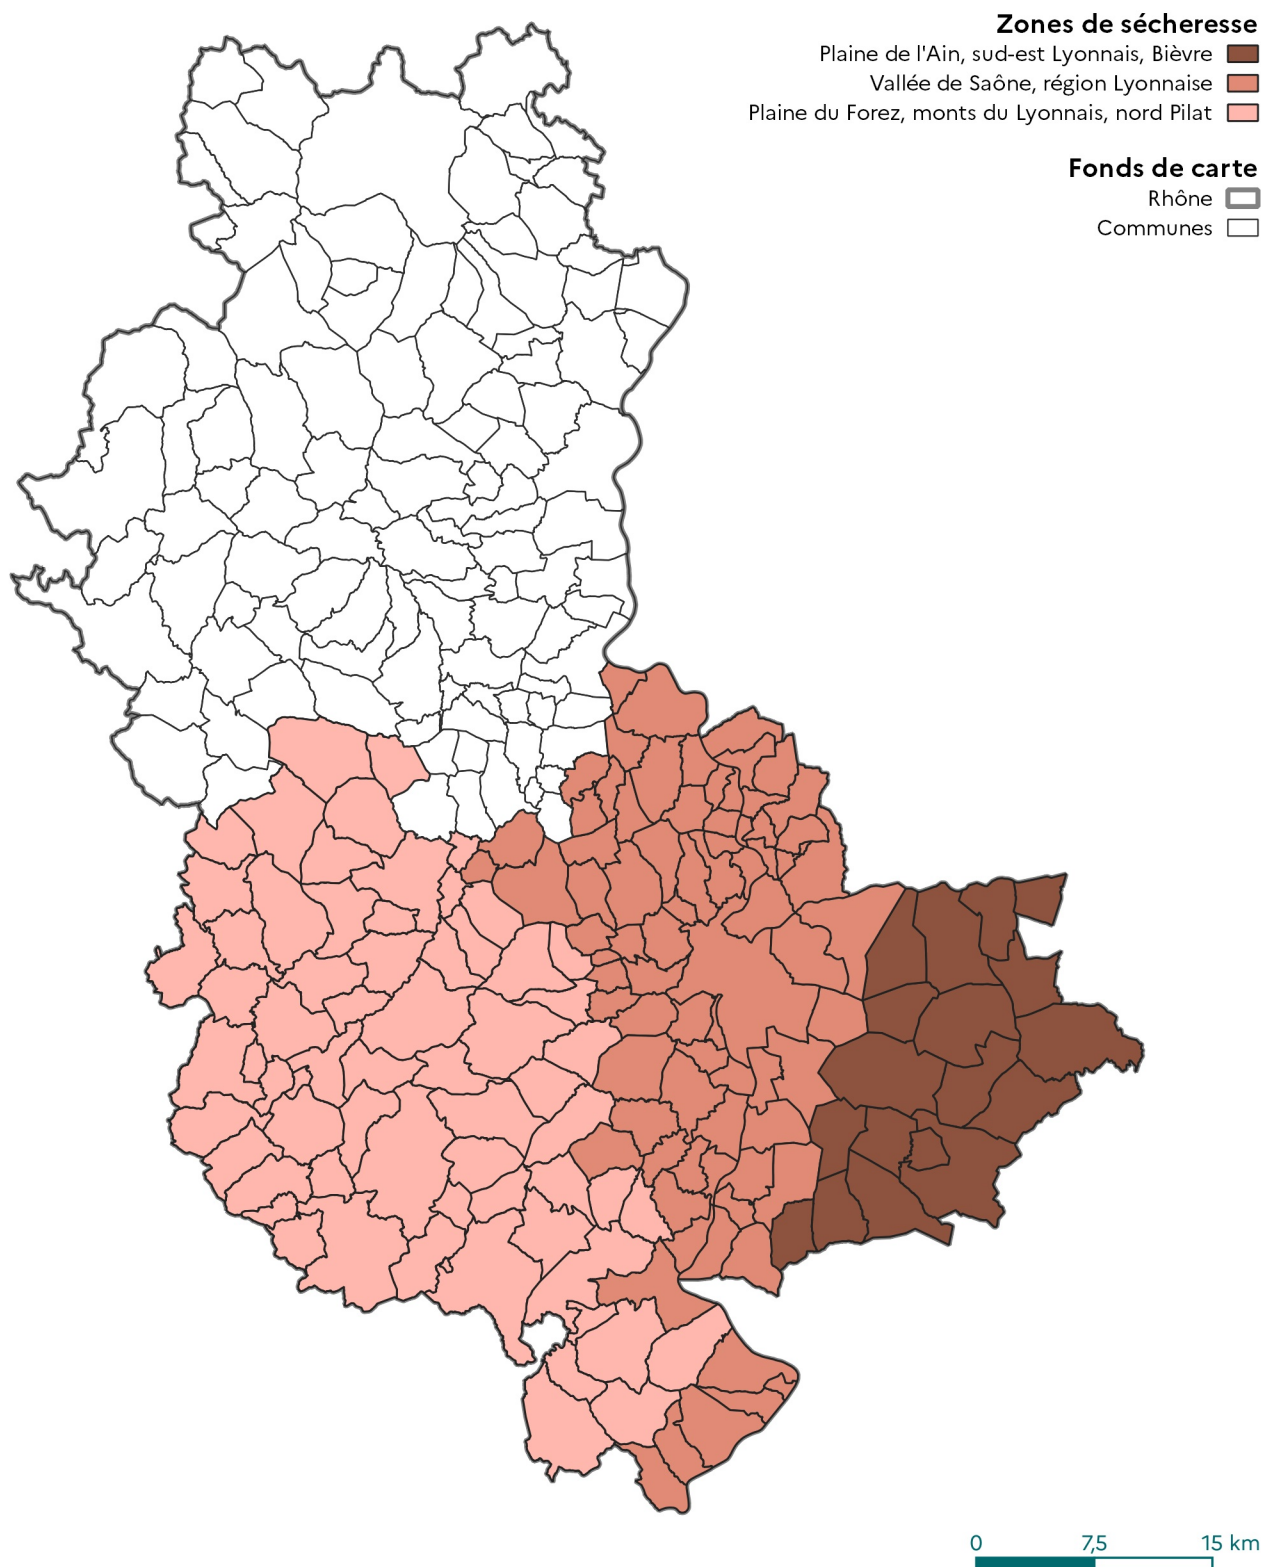 Zones de sécheresse
Plaine de l'Ain, sud-est Lyonnais, Bièvre
Vallée de Saône, région Lyonnaise
Plaine du Forez, monts du Lyonnais, nord Pilat
Fonds de carte
Rhône
Communes
0 7,5 15 km